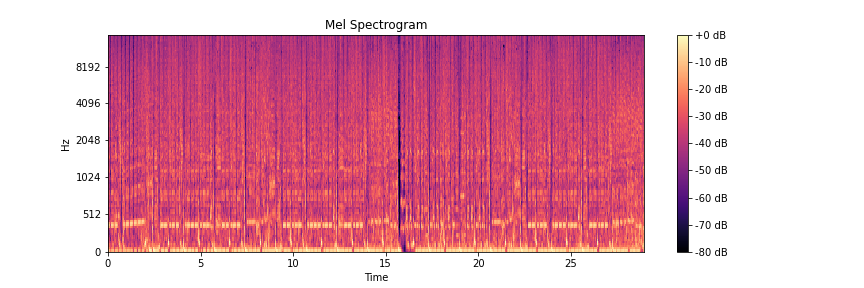 Mel Spectrogram
+0 dB
-10 dB
-20 dB
-30 dB
-40 dB
-50 dB
-60 dB
-70 dB
-80 dB
Hz
8192
4096
2048
1024
512
0
0 5 10 15 20 25
Time